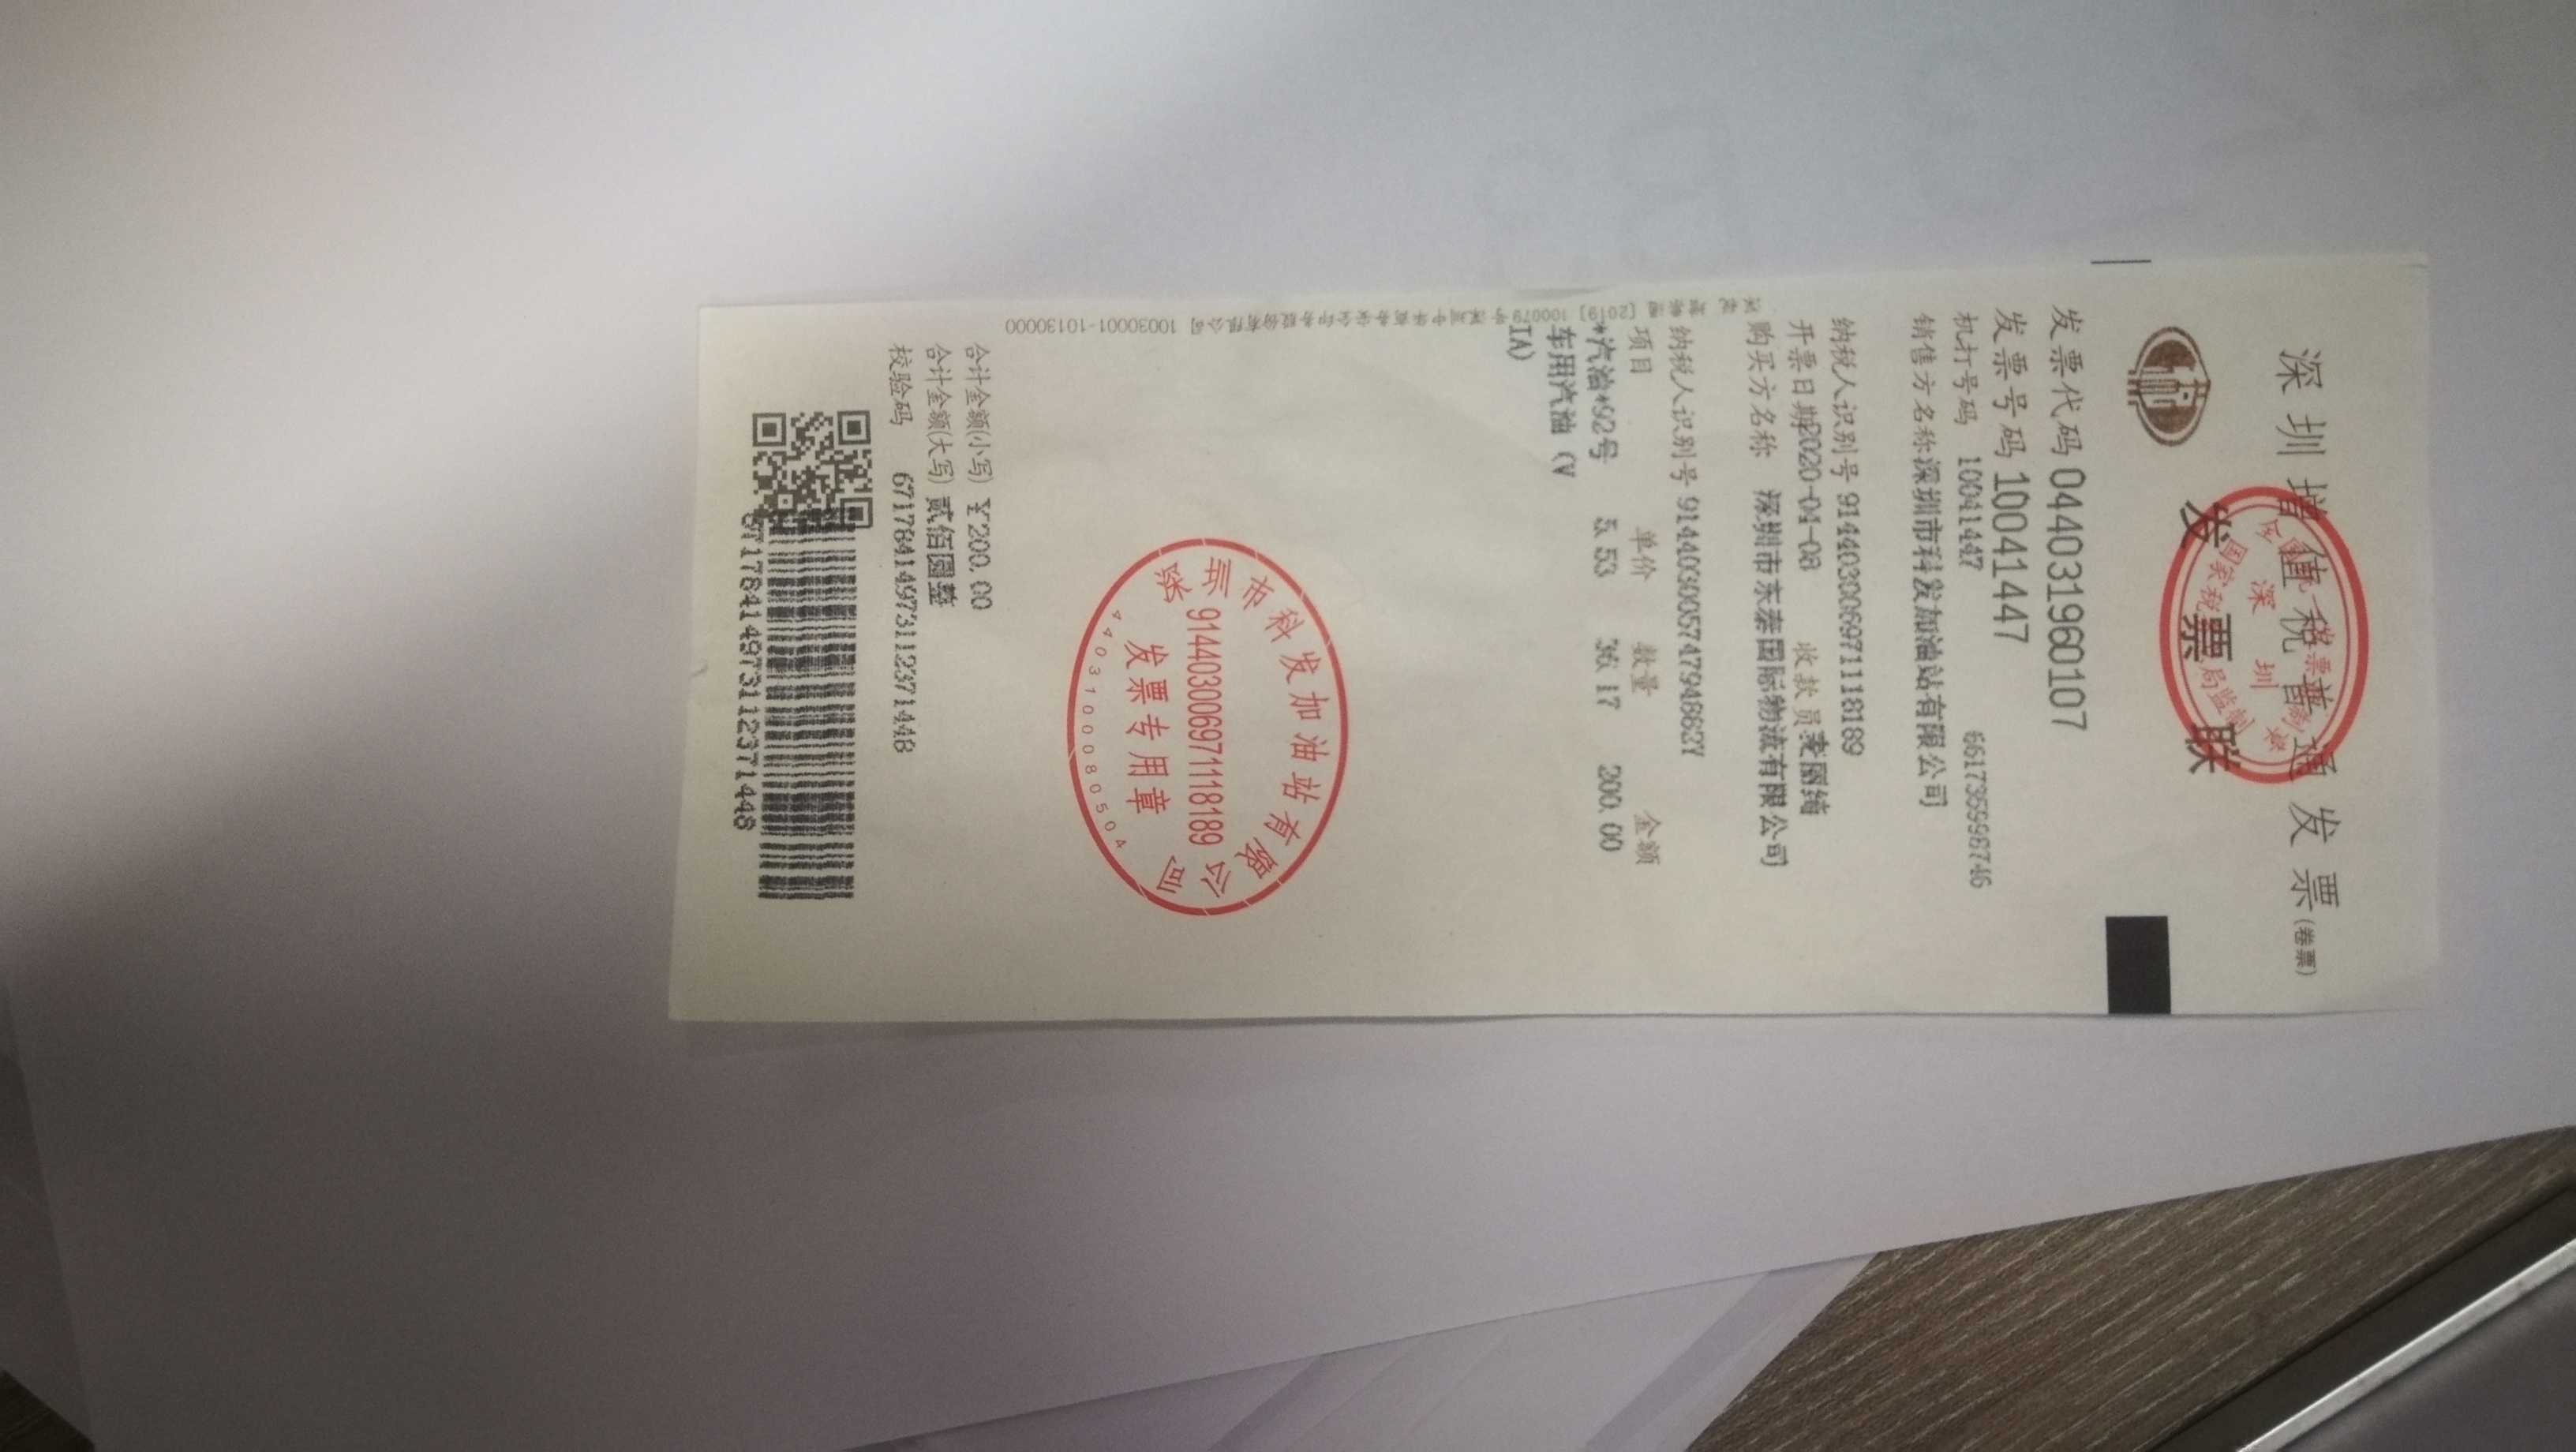 深圳增值税普通发票(卷票)
发票联
发票代码 044031960107
发票号码 10041447
机打号码 10041447 661735998746
销售方名称 深圳市科发加油站有限公司
纳税人识别号 914403006971118189
开票日期 2020-04-08 收款员 麦丽绮
购买方名称 深圳市东泰国际物流有限公司
纳税人识别号 91440300574794862Y
项目 单价 数量 金额
*汽油*92号 5.53 36.17 200.00
车用汽油(V
IA)
深圳市科发加油站有限公司
914403006971118189
发票专用章
4403100080504
合计金额(小写) ¥200.00
合计金额(大写) 贰佰圆整
校验码 67178414973112371448
67178414973112371448